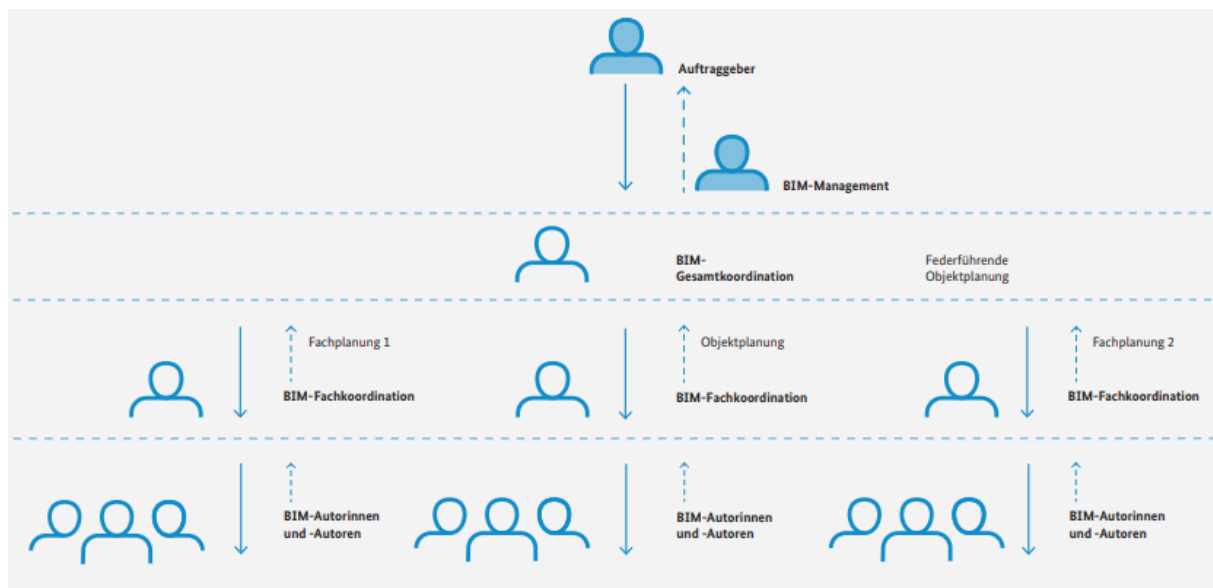 Auftraggeber
BIM-Management
BIM-
Gesamtkoordination
Federführende
Objektplanung
Fachplanung 1
Objektplanung
Fachplanung 2
BIM-Fachkoordination
BIM-Fachkoordination
BIM-Fachkoordination
BIM-Autorinnen
und -Autoren
BIM-Autorinnen
und -Autoren
BIM-Autorinnen
und -Autoren